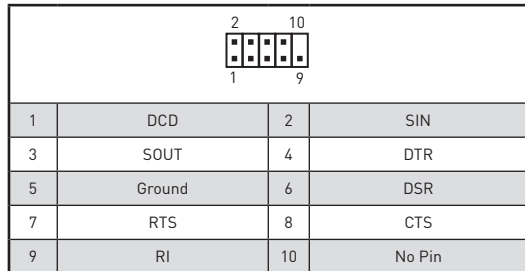 2 10
1 9
1 DCD 2 SIN
3 SOUT 4 DTR
5 Ground 6 DSR
7 RTS 8 CTS
9 RI 10 No Pin